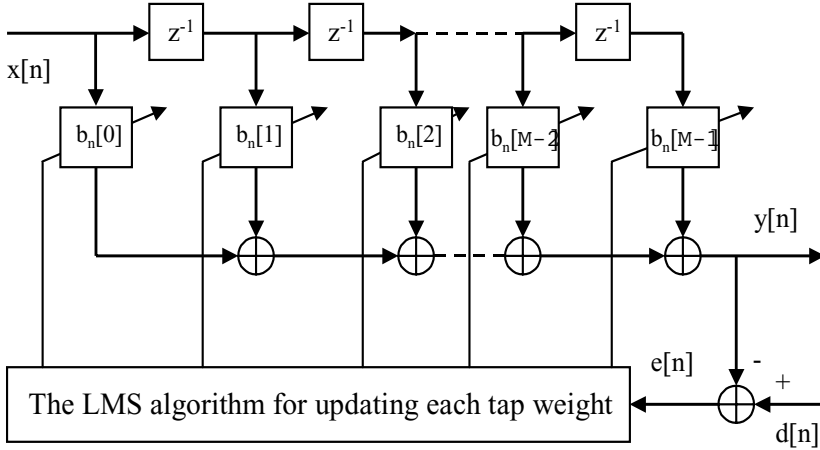 z⁻¹
z⁻¹
z⁻¹
x[n]
bₙ[0]
bₙ[1]
bₙ[2]
bₙ[M-2]
bₙ[M-1]
y[n]
-
e[n]
+
The LMS algorithm for updating each tap weight
d[n]